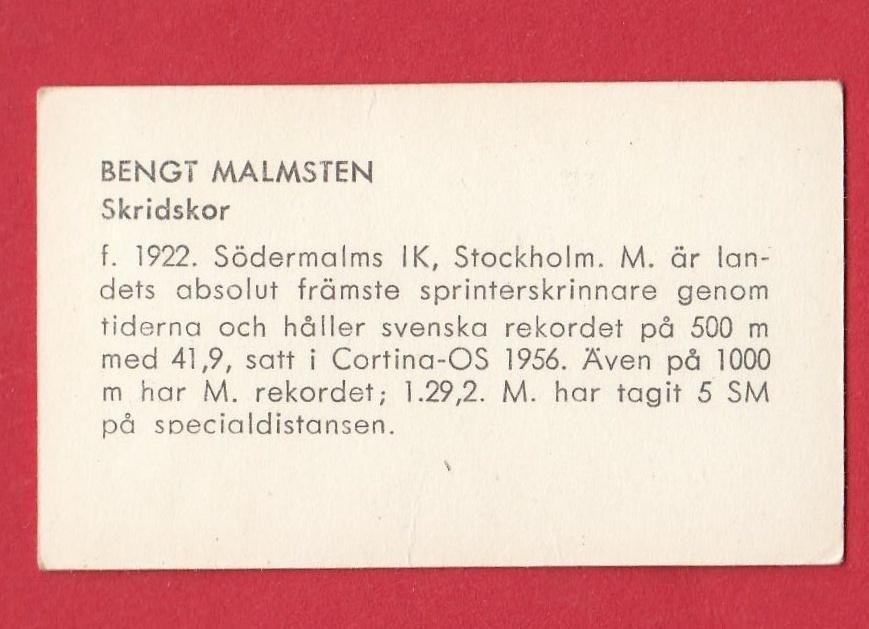 BENGT MALMSTEN
Skridskor
f. 1922. Södermalms IK, Stockholm. M. är lan-
dets absolut främste sprinterskrinnare genom
tiderna och håller svenska rekordet på 500 m
med 41,9, satt i Cortina-OS 1956. Även på 1000
m har M. rekordet; 1.29,2. M. har tagit 5 SM
på specialdistansen.